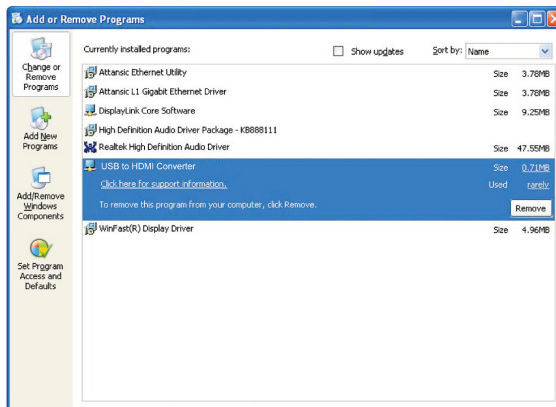 Add or Remove Programs
Change or
Remove
Programs
Add New
Programs
Add/Remove
Windows
Components
Set Program
Access and
Defaults
Currently installed programs: Show updates Sort by: Name
Attansic Ethernet Utility Size 3.78MB
Attansic L1 Gigabit Ethernet Driver Size 3.78MB
DisplayLink Core Software Size 9.25MB
High Definition Audio Driver Package - KB888111
Realtek High Definition Audio Driver Size 47.55MB
USB to HDMI Converter Size 0.71MB
Click here for support information. Used rarely
To remove this program from your computer, click Remove. Remove
WinFast(R) Display Driver Size 4.96MB